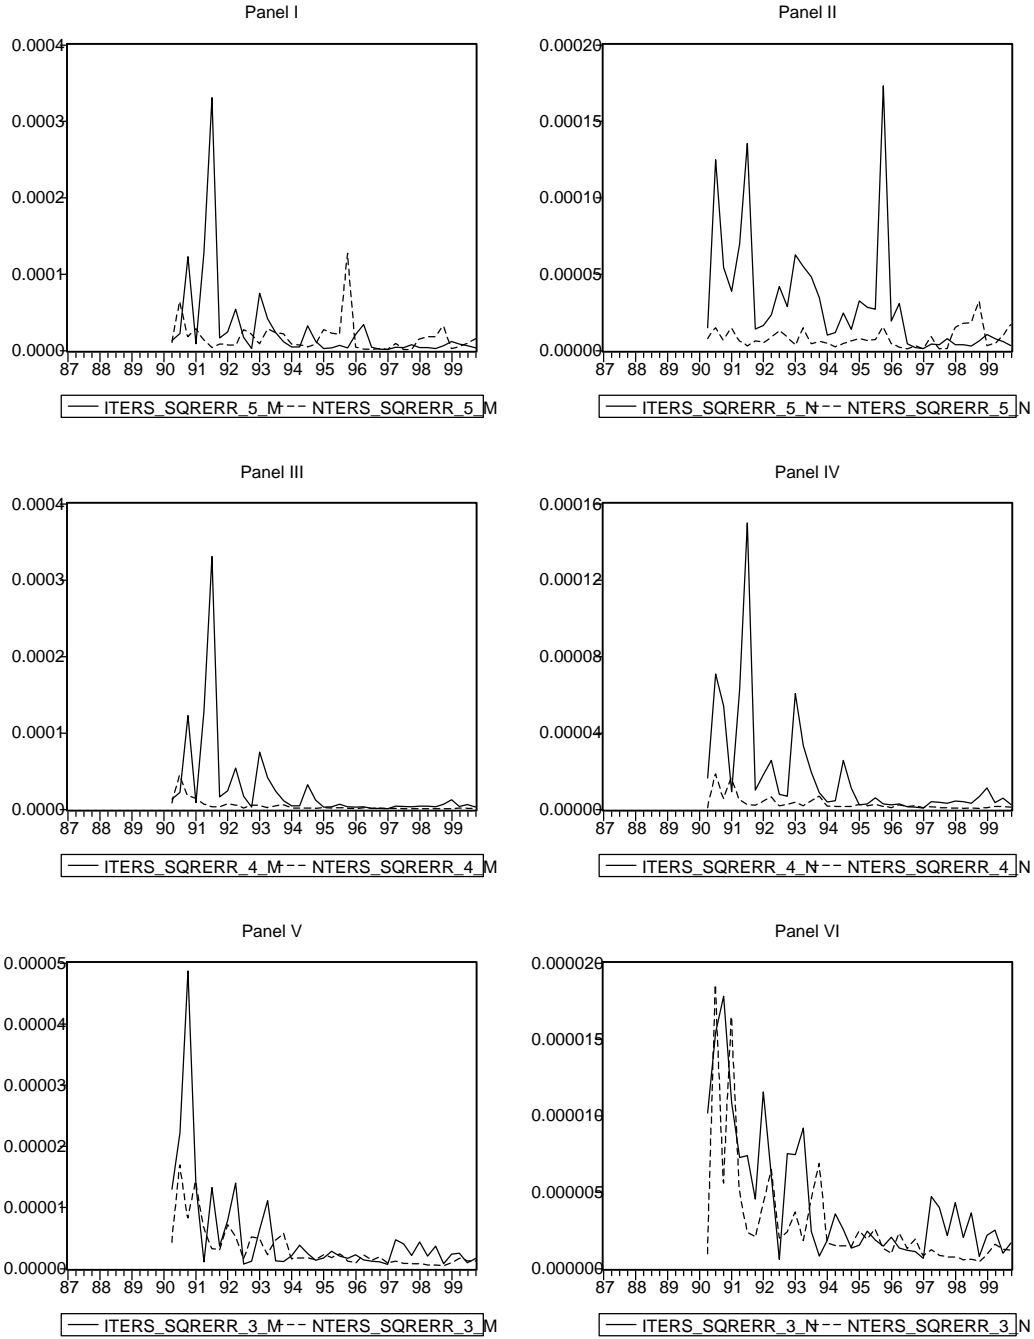 Panel I
0.0004
0.0003
0.0002
0.0001
0.0000
87 88 89 90 91 92 93 94 95 96 97 98 99
ITERS_SQRERR_5_M NTERS_SQRERR_5_M
Panel II
0.00020
0.00015
0.00010
0.00005
0.00000
87 88 89 90 91 92 93 94 95 96 97 98 99
ITERS_SQRERR_5_N NTERS_SQRERR_5_N
Panel III
0.0004
0.0003
0.0002
0.0001
0.0000
87 88 89 90 91 92 93 94 95 96 97 98 99
ITERS_SQRERR_4_M NTERS_SQRERR_4_M
Panel IV
0.00016
0.00012
0.00008
0.00004
0.00000
87 88 89 90 91 92 93 94 95 96 97 98 99
ITERS_SQRERR_4_N NTERS_SQRERR_4_N
Panel V
0.00005
0.00004
0.00003
0.00002
0.00001
0.00000
87 88 89 90 91 92 93 94 95 96 97 98 99
ITERS_SQRERR_3_M NTERS_SQRERR_3_M
Panel VI
0.000020
0.000015
0.000010
0.000005
0.000000
87 88 89 90 91 92 93 94 95 96 97 98 99
ITERS_SQRERR_3_N NTERS_SQRERR_3_N